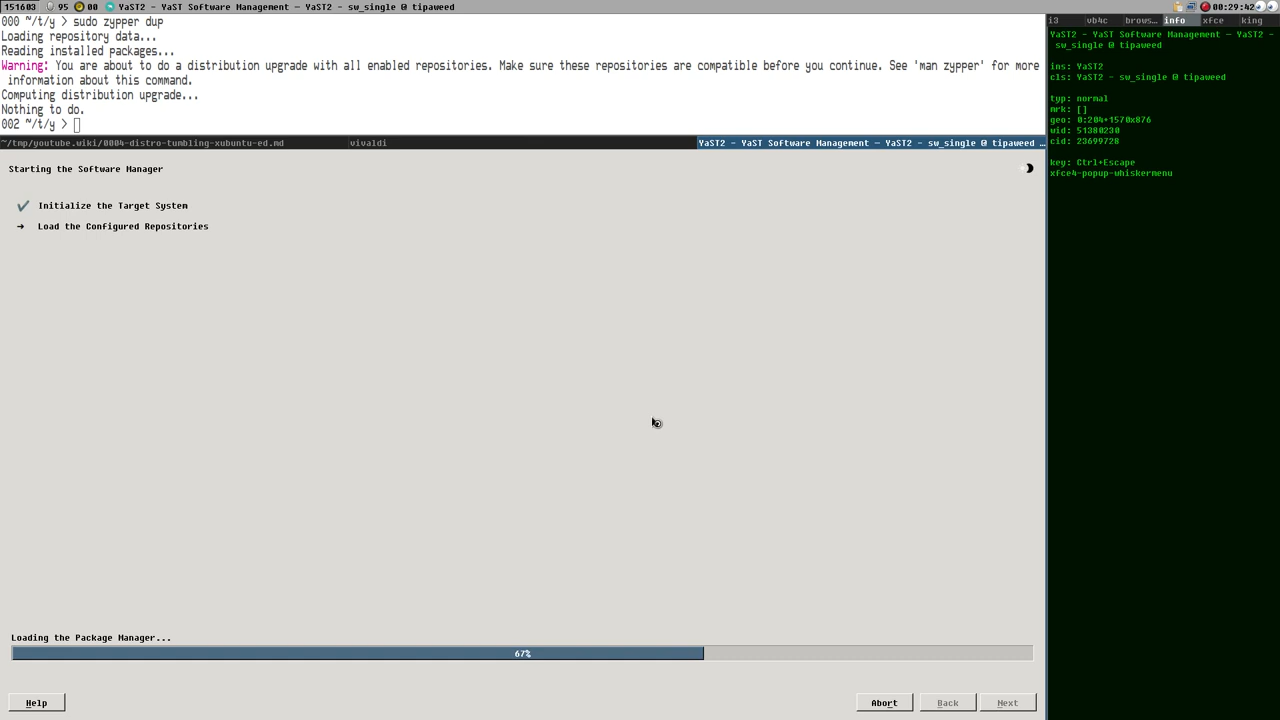 151603 95 00 YaST2 - YaST Software Management — YaST2 - sw_single @ tipaweed 00:29:42
000 ~/t/y > sudo zypper dup
Loading repository data...
Reading installed packages...
Warning: You are about to do a distribution upgrade with all enabled repositories. Make sure these repositories are compatible before you continue. See 'man zypper' for more
information about this command.
Computing distribution upgrade...
Nothing to do.
002 ~/t/y >
~/tmp/youtube.wiki/0004-distro-tumbling-xubuntu-ed.md vivaldi YaST2 - YaST Software Management — YaST2 - sw_single @ tipaweed …
Starting the Software Manager
Initialize the Target System
Load the Configured Repositories
Loading the Package Manager...
67%
Help Abort Back Next
i3 vb4c brows… info xfce king
YaST2 - YaST Software Management — YaST2 -
sw_single @ tipaweed
ins: YaST2
cls: YaST2 - sw_single @ tipaweed
typ: normal
mrk: []
geo: 0:204+1570x876
wid: 51380230
cid: 23699728
key: Ctrl+Escape
xfce4-popup-whiskermenu